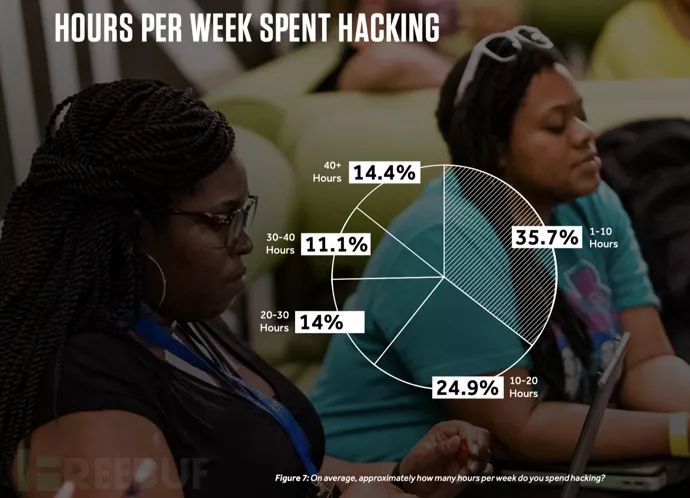 HOURS PER WEEK SPENT HACKING
40+
Hours
14.4%
35.7%
1-10
Hours
30-40
Hours
11.1%
20-30
Hours
14%
24.9%
10-20
Hours
FREEBUF
Figure 7: On average, approximately how many hours per week do you spend hacking?